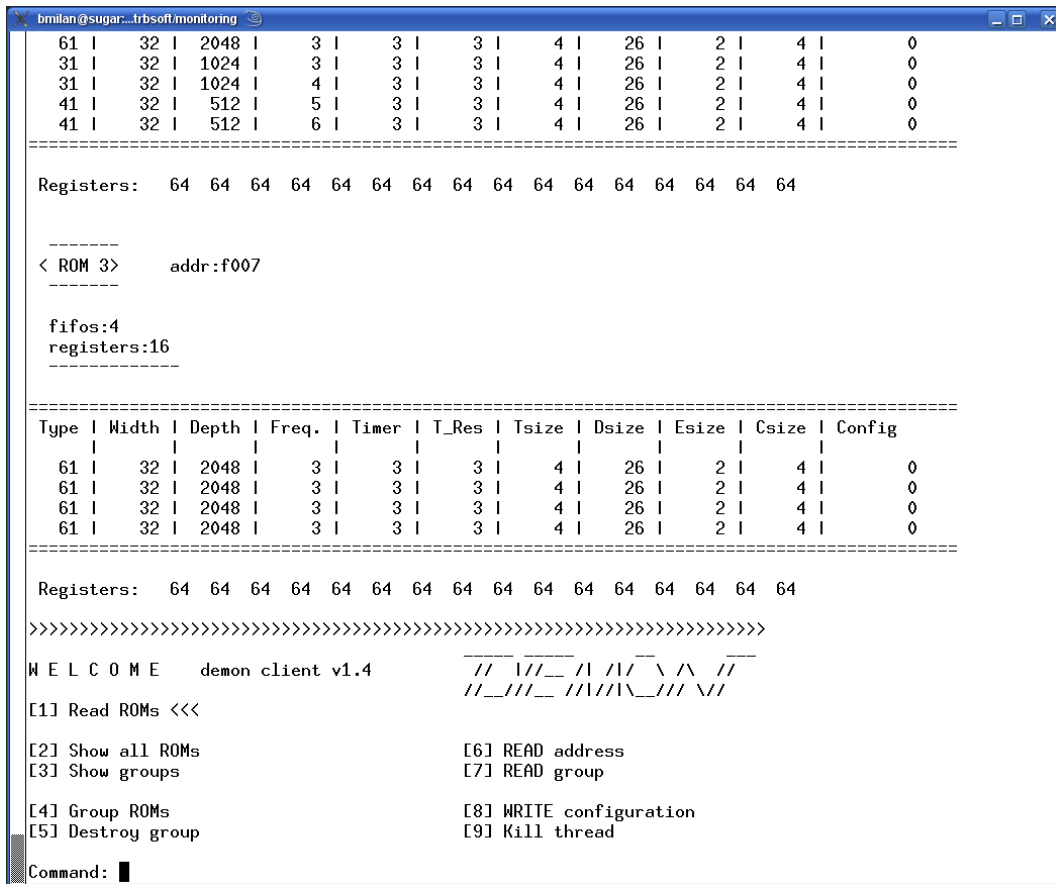 bmilan@sugar:...trbsoft/monitoring
61 |     32 |   2048 |      3 |      3 |      3 |      4 |     26 |      2 |      4 |        0
31 |     32 |   1024 |      3 |      3 |      3 |      4 |     26 |      2 |      4 |        0
31 |     32 |   1024 |      4 |      3 |      3 |      4 |     26 |      2 |      4 |        0
41 |     32 |    512 |      5 |      3 |      3 |      4 |     26 |      2 |      4 |        0
41 |     32 |    512 |      6 |      3 |      3 |      4 |     26 |      2 |      4 |        0
============================================================================================
Registers:   64  64  64  64  64  64  64  64  64  64  64  64  64  64  64  64
-------
< ROM 3>     addr:f007
-------
fifos:4
registers:16
-------------
============================================================================================
Type | Width | Depth | Freq. | Timer | T_Res | Tsize | Dsize | Esize | Csize | Config
     |       |       |       |       |       |       |       |       |       |
61 |     32 |   2048 |      3 |      3 |      3 |      4 |     26 |      2 |      4 |        0
61 |     32 |   2048 |      3 |      3 |      3 |      4 |     26 |      2 |      4 |        0
61 |     32 |   2048 |      3 |      3 |      3 |      4 |     26 |      2 |      4 |        0
61 |     32 |   2048 |      3 |      3 |      3 |      4 |     26 |      2 |      4 |        0
============================================================================================
Registers:   64  64  64  64  64  64  64  64  64  64  64  64  64  64  64  64
>>>>>>>>>>>>>>>>>>>>>>>>>>>>>>>>>>>>>>>>>>>>>>>>>>>>>>>>>>>>>>>>>>>>>>>>>
W E L C O M E    demon client v1.4
[1] Read ROMs <<<
[2] Show all ROMs                          [6] READ address
[3] Show groups                            [7] READ group
[4] Group ROMs                             [8] WRITE configuration
[5] Destroy group                          [9] Kill thread
Command: